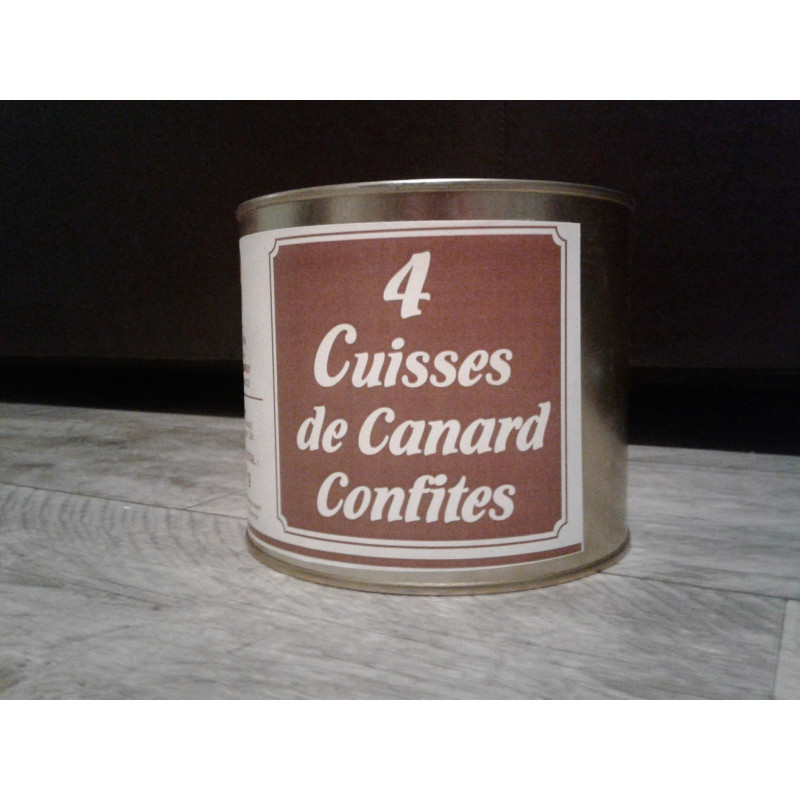 4
Cuisses
de Canard
Confites